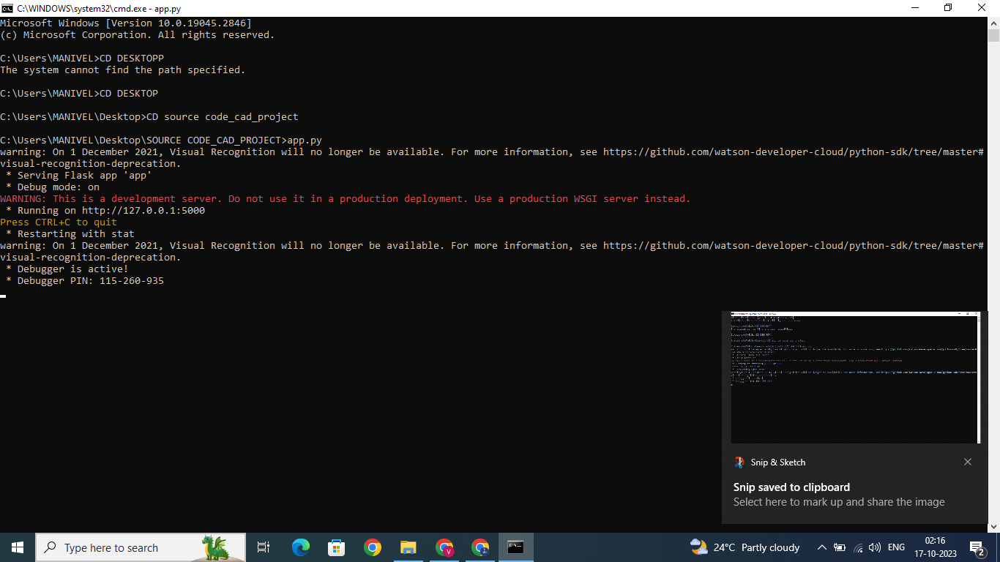 C:\WINDOWS\system32\cmd.exe - app.py
Microsoft Windows [Version 10.0.19045.2846]
(c) Microsoft Corporation. All rights reserved.
C:\Users\MANIVEL>CD DESKTOPP
The system cannot find the path specified.
C:\Users\MANIVEL>CD DESKTOP
C:\Users\MANIVEL\Desktop>CD source code_cad_project
C:\Users\MANIVEL\Desktop\SOURCE CODE_CAD_PROJECT>app.py
warning: On 1 December 2021, Visual Recognition will no longer be available. For more information, see https://github.com/watson-developer-cloud/python-sdk/tree/master#
visual-recognition-deprecation.
 * Serving Flask app 'app'
 * Debug mode: on
WARNING: This is a development server. Do not use it in a production deployment. Use a production WSGI server instead.
 * Running on http://127.0.0.1:5000
Press CTRL+C to quit
 * Restarting with stat
warning: On 1 December 2021, Visual Recognition will no longer be available. For more information, see https://github.com/watson-developer-cloud/python-sdk/tree/master#
visual-recognition-deprecation.
 * Debugger is active!
 * Debugger PIN: 115-260-935
Snip & Sketch
Snip saved to clipboard
Select here to mark up and share the image
Type here to search
24°C Partly cloudy
ENG
02:16
17-10-2023
2